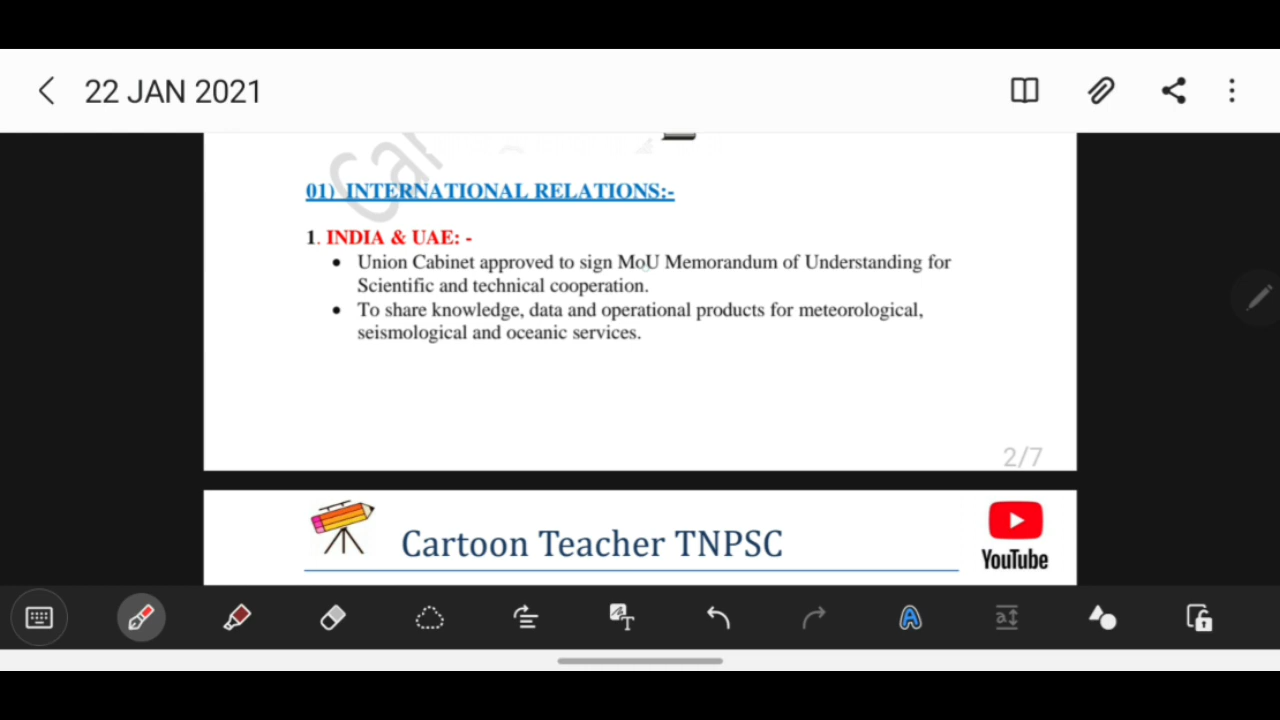 22 JAN 2021
01) INTERNATIONAL RELATIONS:-
1. INDIA & UAE: -
• Union Cabinet approved to sign MoU Memorandum of Understanding for
Scientific and technical cooperation.
• To share knowledge, data and operational products for meteorological,
seismological and oceanic services.
2/7
Cartoon Teacher TNPSC
YouTube